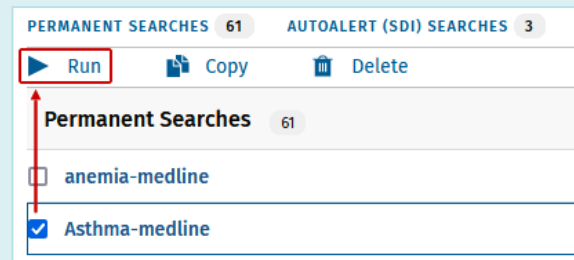 PERMANENT SEARCHES 61 AUTOALERT (SDI) SEARCHES 3
Run Copy Delete
Permanent Searches 61
anemia-medline
Asthma-medline